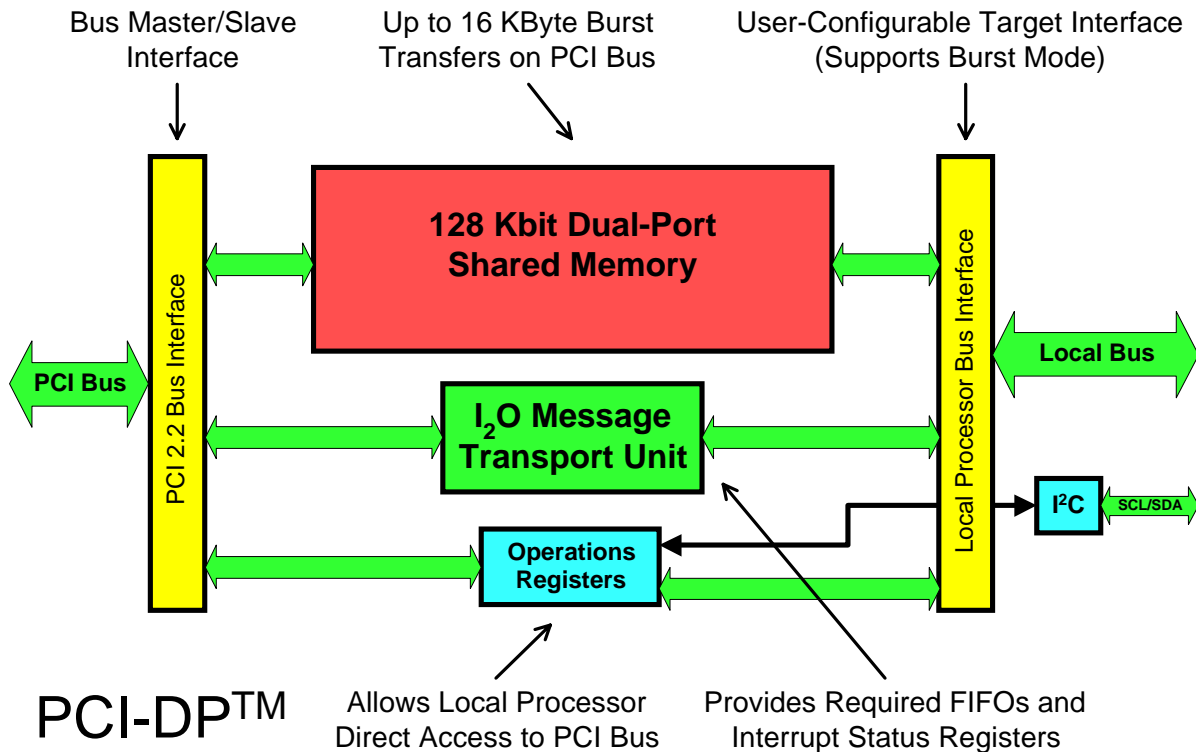 Bus Master/Slave
Interface
Up to 16 KByte Burst
Transfers on PCI Bus
User-Configurable Target Interface
(Supports Burst Mode)
128 Kbit Dual-Port
Shared Memory
PCI 2.2 Bus Interface
Local Processor Bus Interface
PCI Bus
Local Bus
I₂O Message
Transport Unit
I²C
SCL/SDA
Operations
Registers
PCI-DP™
Allows Local Processor
Direct Access to PCI Bus
Provides Required FIFOs and
Interrupt Status Registers